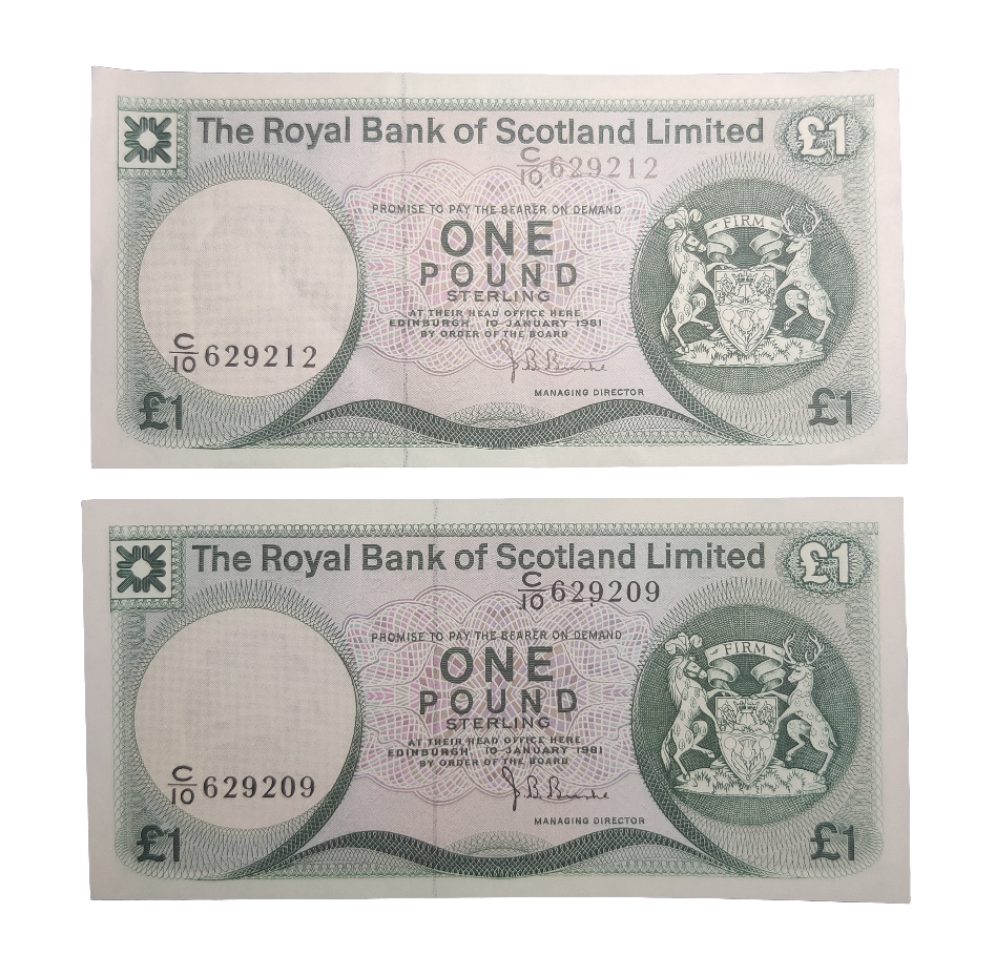 The Royal Bank of Scotland Limited
£1
C/10 629212
PROMISE TO PAY THE BEARER ON DEMAND
ONE
POUND
STERLING
AT THEIR HEAD OFFICE HERE
EDINBURGH, 10 JANUARY 1981
BY ORDER OF THE BOARD
FIRM
C/10 629212
MANAGING DIRECTOR
£1
£1
The Royal Bank of Scotland Limited
£1
C/10 629209
PROMISE TO PAY THE BEARER ON DEMAND
ONE
POUND
STERLING
AT THEIR HEAD OFFICE HERE
EDINBURGH, 10 JANUARY 1981
BY ORDER OF THE BOARD
FIRM
C/10 629209
MANAGING DIRECTOR
£1
£1